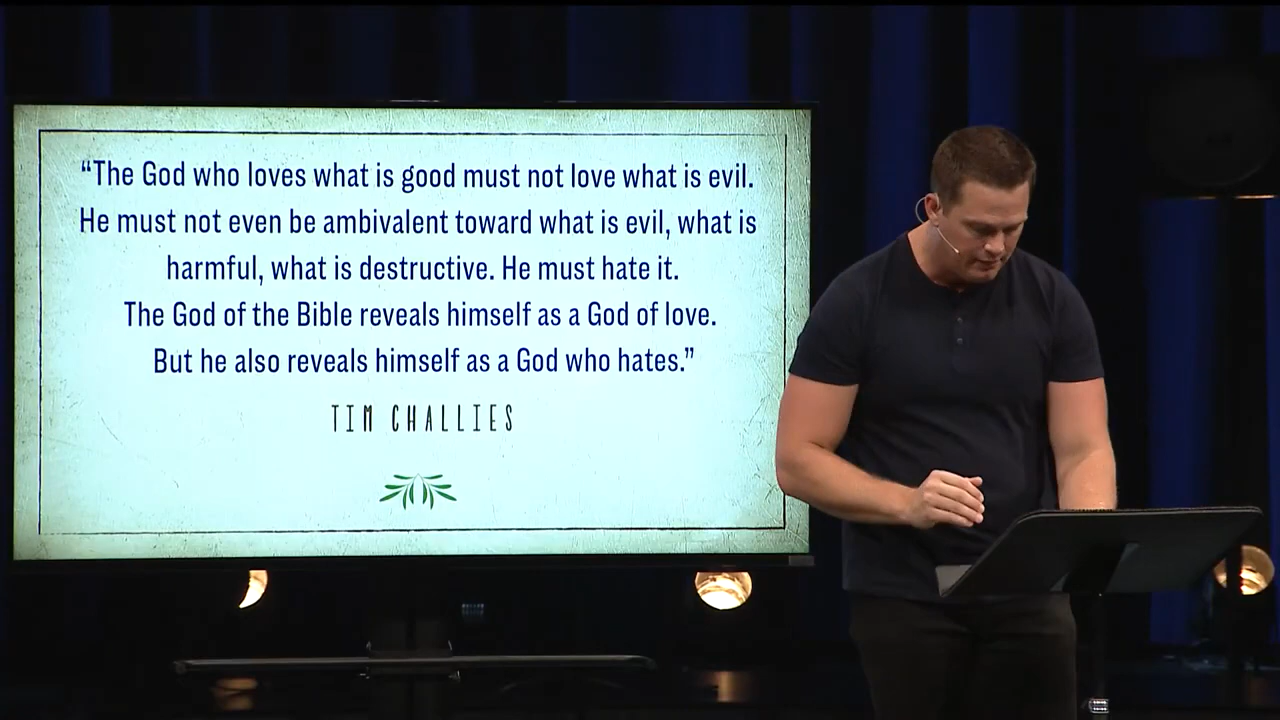 “The God who loves what is good must not love what is evil.
He must not even be ambivalent toward what is evil, what is
harmful, what is destructive. He must hate it.
The God of the Bible reveals himself as a God of love.
But he also reveals himself as a God who hates.”
TIM CHALLIES